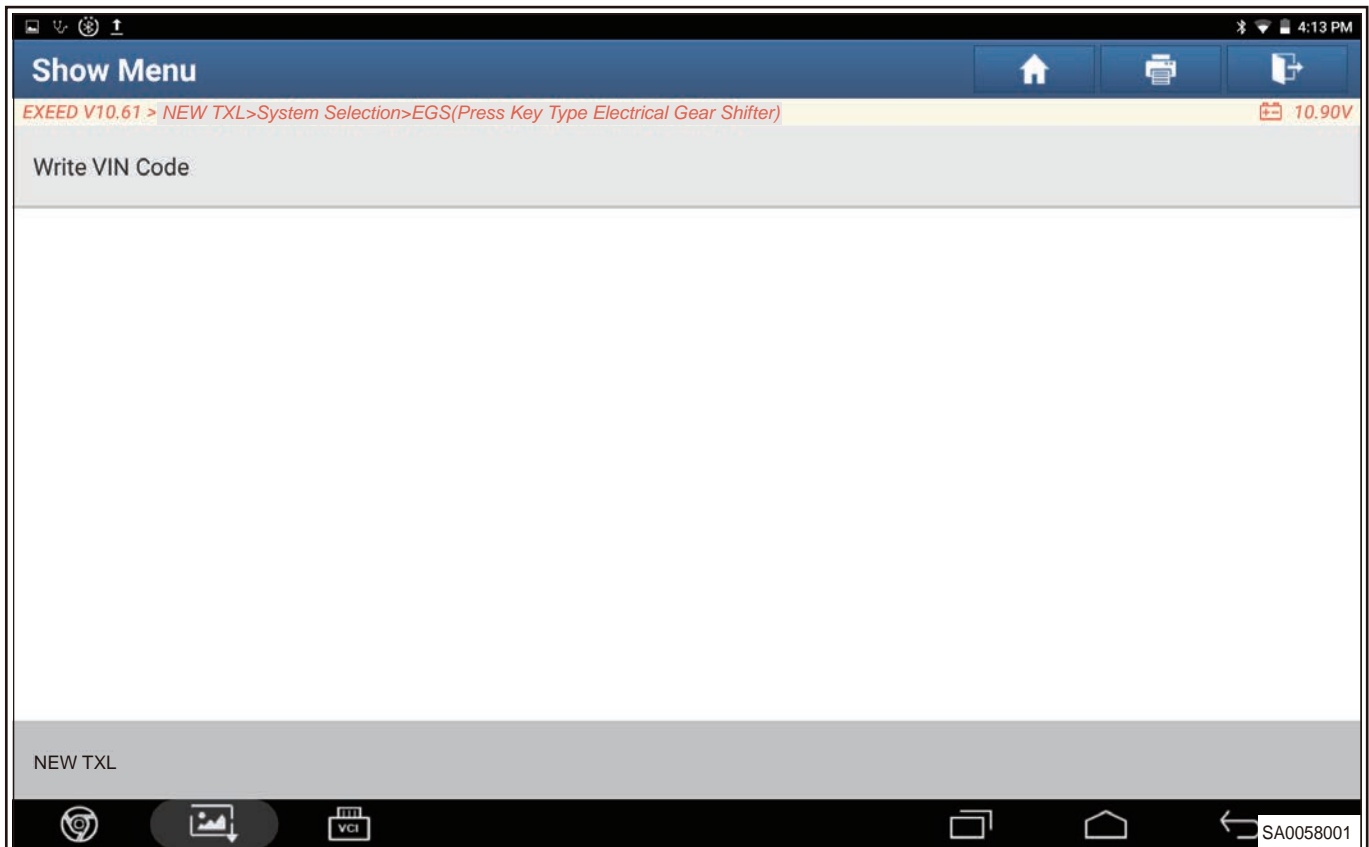 4:13 PM
Show Menu
EXEED V10.61 > NEW TXL>System Selection>EGS(Press Key Type Electrical Gear Shifter)
10.90V
Write VIN Code
NEW TXL
VCI
SA0058001